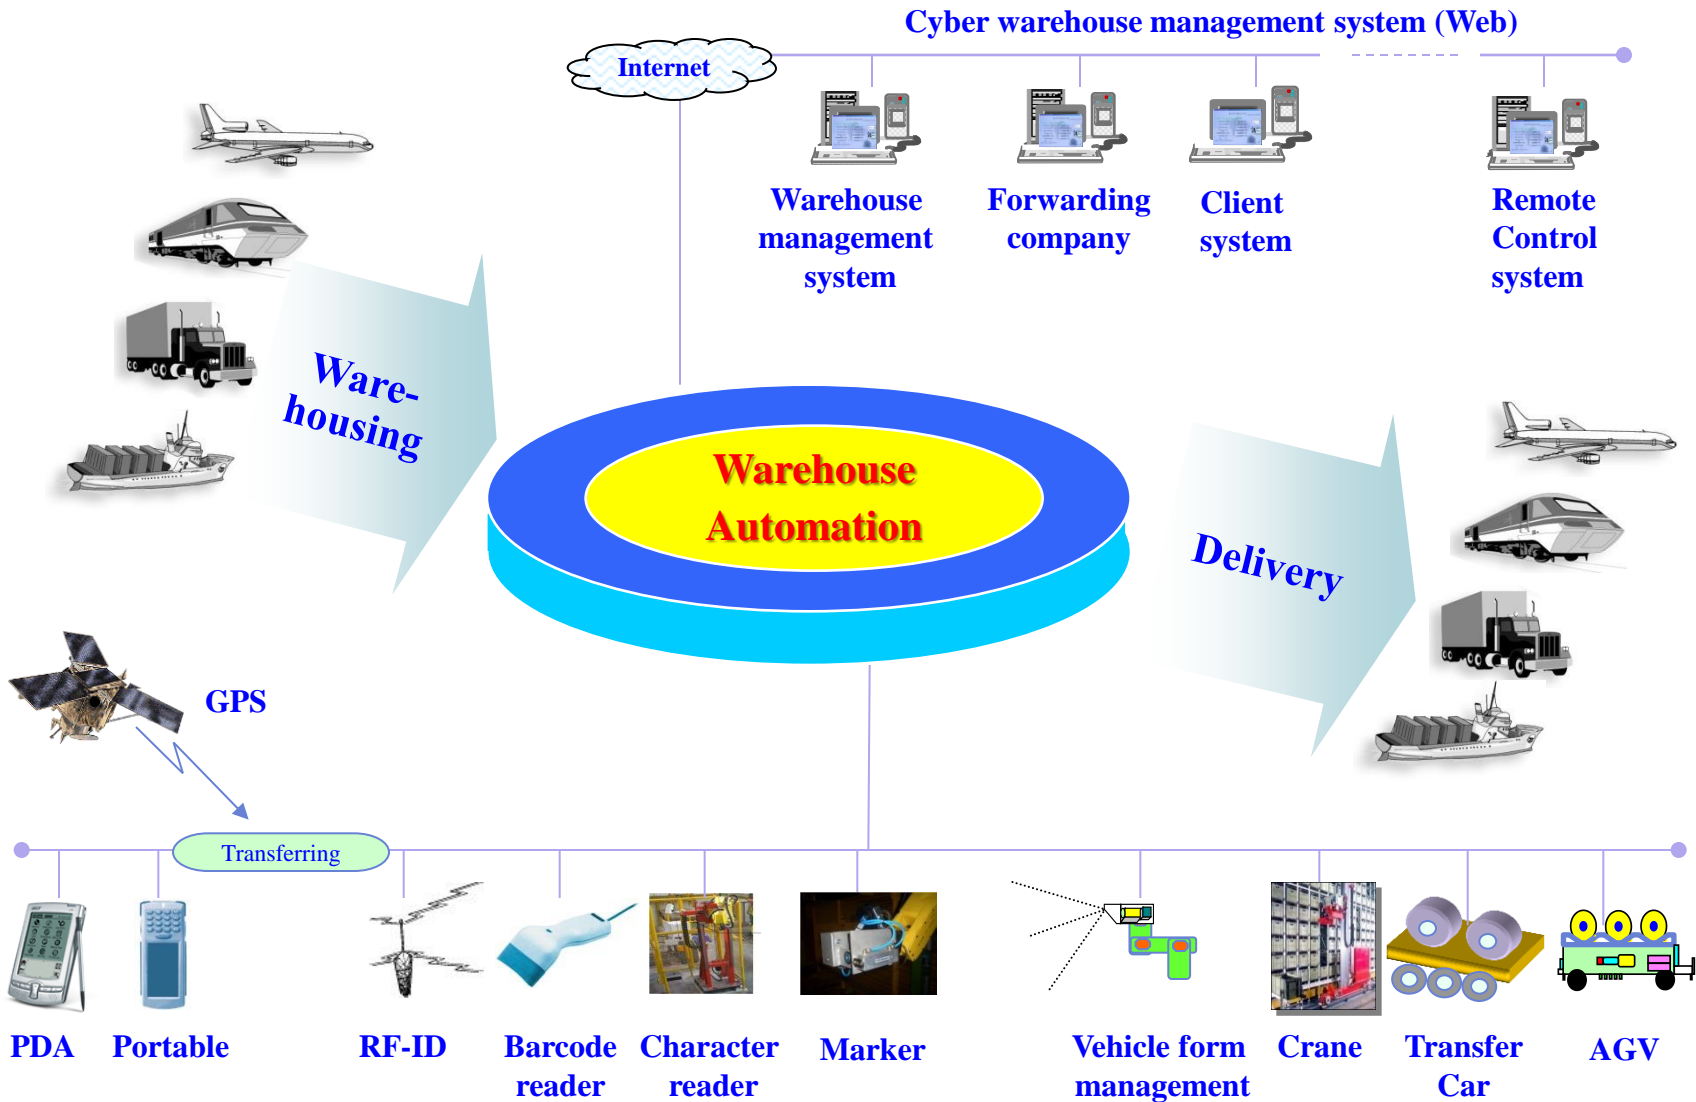 Cyber warehouse management system (Web)
Internet
Warehouse
management
system
Forwarding
company
Client
system
Remote
Control
system
Ware-
housing
Warehouse
Automation
Delivery
GPS
Transferring
PDA
Portable
RF-ID
Barcode
reader
Character
reader
Marker
Vehicle form
management
Crane
Transfer
Car
AGV